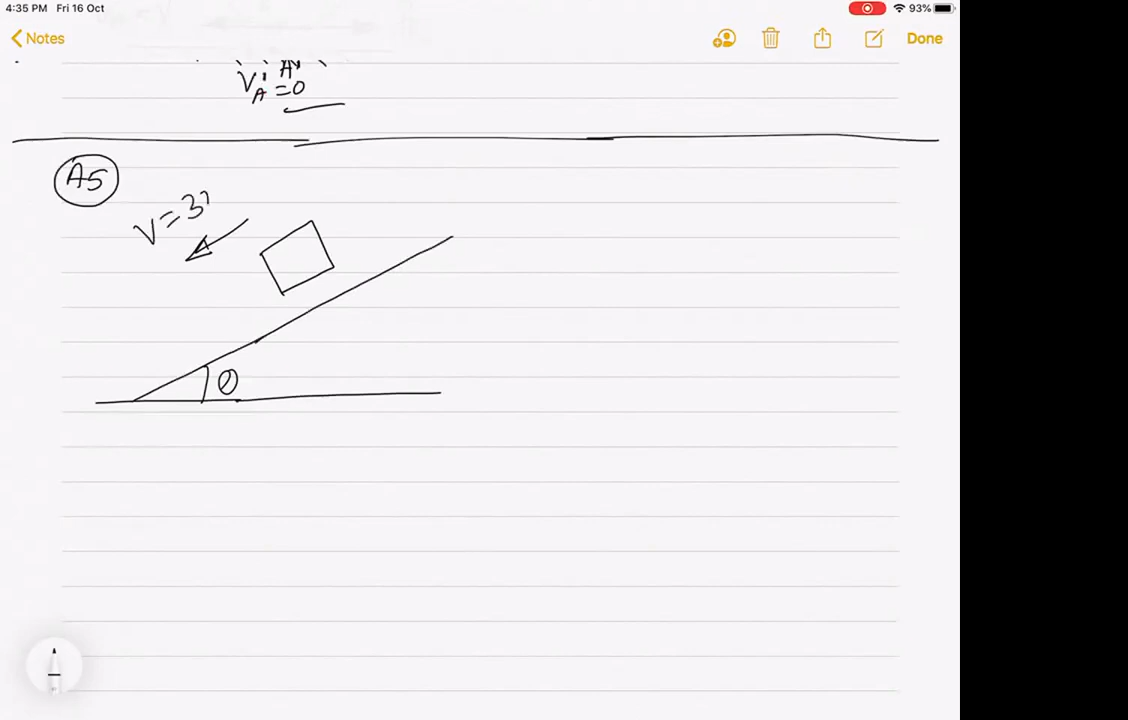 4:35 PM Fri 16 Oct
93%
Notes
Done
V
A =0
A5
V=3
θ